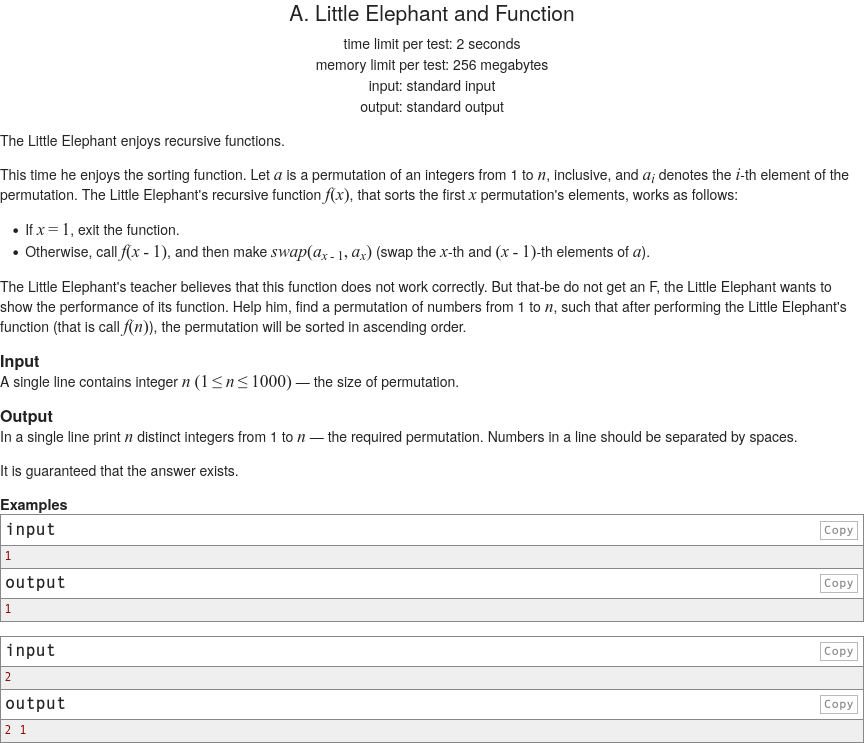 A. Little Elephant and Function
time limit per test: 2 seconds
memory limit per test: 256 megabytes
input: standard input
output: standard output
The Little Elephant enjoys recursive functions.
This time he enjoys the sorting function. Let a is a permutation of an integers from 1 to n, inclusive, and a_i denotes the i-th element of the
permutation. The Little Elephant's recursive function f(x), that sorts the first x permutation's elements, works as follows:
• If x = 1, exit the function.
• Otherwise, call f(x - 1), and then make swap(a_{x - 1}, a_x) (swap the x-th and (x - 1)-th elements of a).
The Little Elephant's teacher believes that this function does not work correctly. But that-be do not get an F, the Little Elephant wants to
show the performance of its function. Help him, find a permutation of numbers from 1 to n, such that after performing the Little Elephant's
function (that is call f(n)), the permutation will be sorted in ascending order.
Input
A single line contains integer n (1 ≤ n ≤ 1000) — the size of permutation.
Output
In a single line print n distinct integers from 1 to n — the required permutation. Numbers in a line should be separated by spaces.
It is guaranteed that the answer exists.
Examples
input Copy
1
output Copy
1
input Copy
2
output Copy
2 1